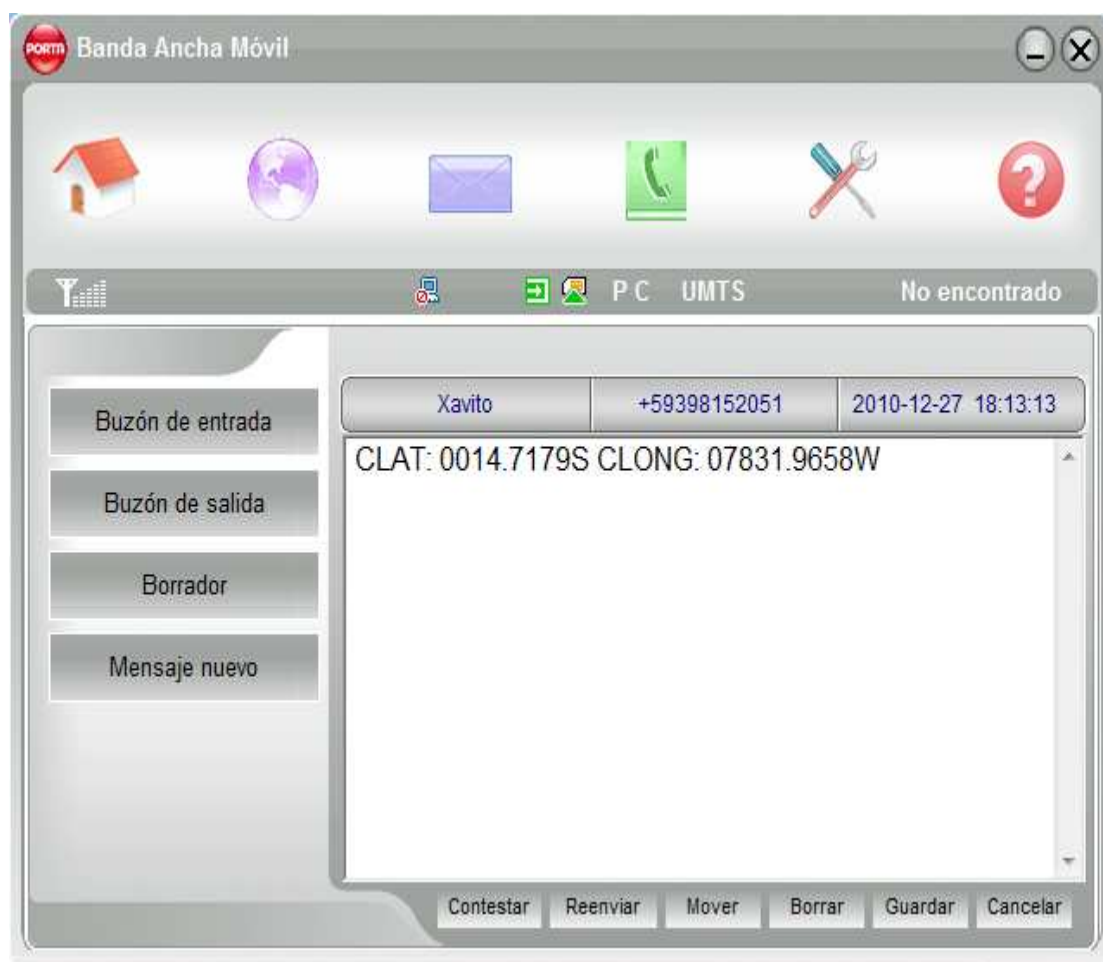 PORTA Banda Ancha Móvil
P C UMTS No encontrado
Buzón de entrada
Buzón de salida
Borrador
Mensaje nuevo
Xavito +59398152051 2010-12-27 18:13:13
CLAT: 0014.7179S CLONG: 07831.9658W
Contestar Reenviar Mover Borrar Guardar Cancelar